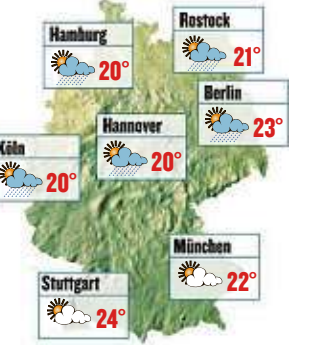 Rostock
21°
Hamburg
20°
Berlin
23°
Hannover
20°
Köln
20°
München
22°
Stuttgart
24°